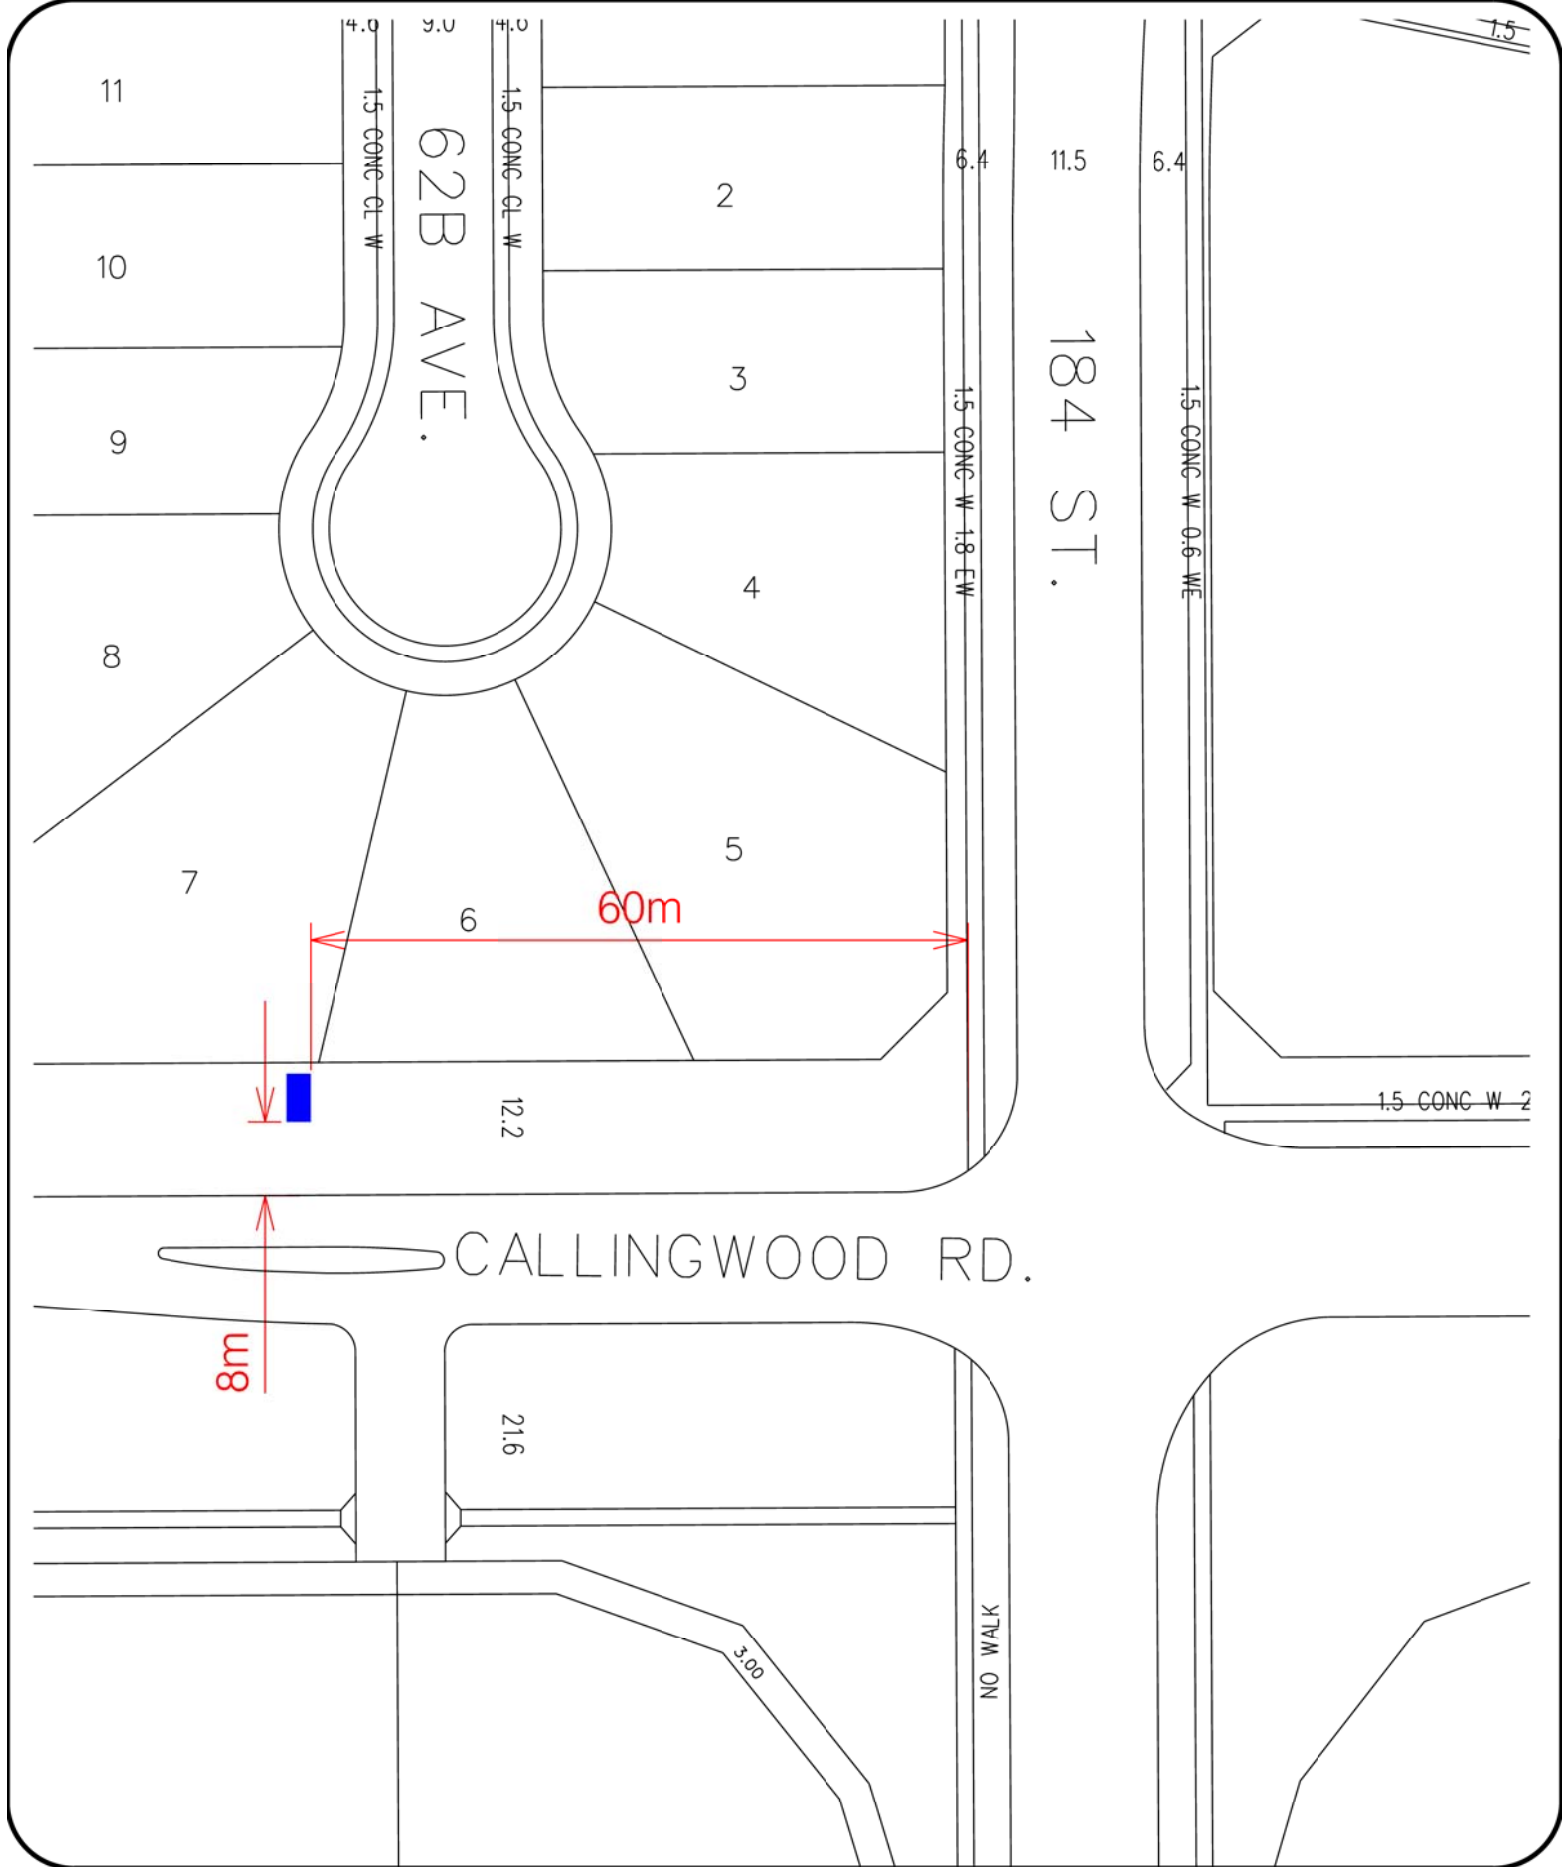 4.6 9.0 4.6
1.5
11
1.5 CONC CL W
62B AVE.
1.5 CONC CL W
6.4 11.5 6.4
2
10
3
184 ST.
1.5 CONC W 1.8 EW
1.5 CONC W 0.6 WE
9
4
8
5
7
6
60m
12.2
1.5 CONC W 2
CALLINGWOOD RD.
8m
21.6
NO WALK
3.00